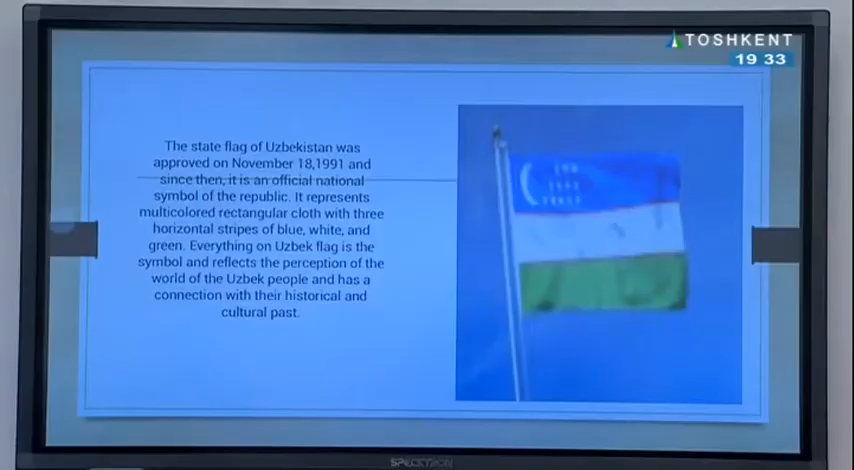 TOSHKENT
19 33
The state flag of Uzbekistan was
approved on November 18,1991 and
since then, it is an official national
symbol of the republic. It represents
multicolored rectangular cloth with three
horizontal stripes of blue, white, and
green. Everything on Uzbek flag is the
symbol and reflects the perception of the
world of the Uzbek people and has a
connection with their historical and
cultural past.